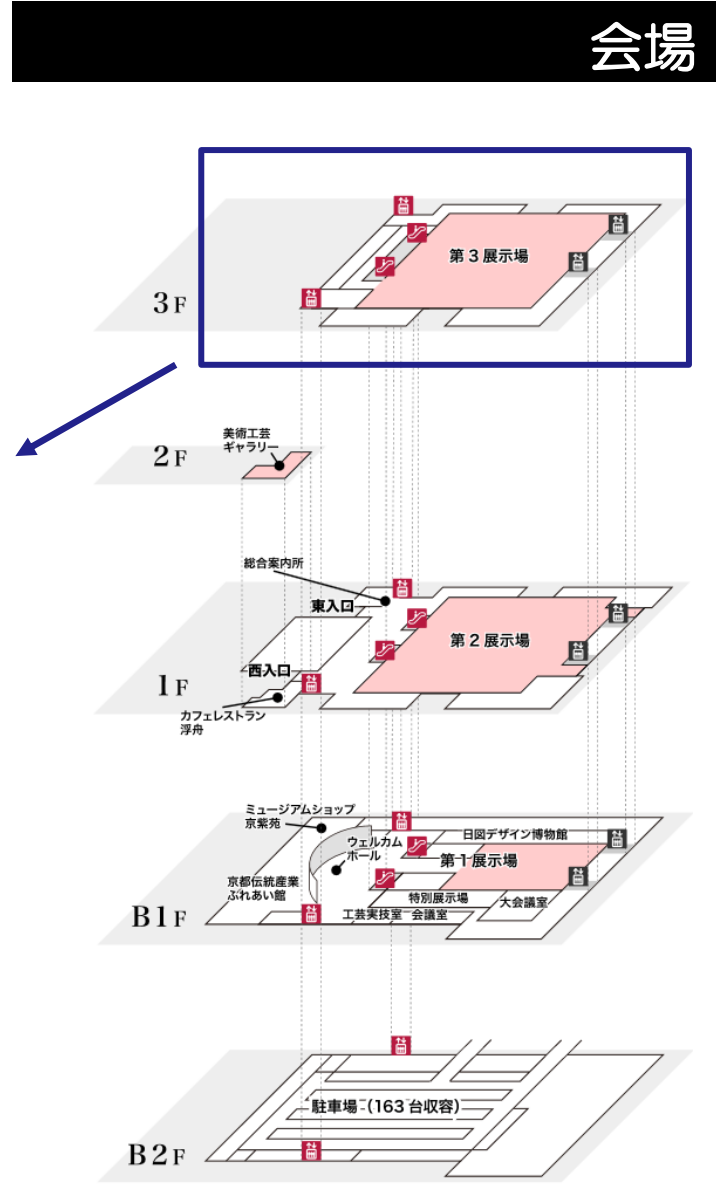 会場
第3展示場
3F
美術工芸
ギャラリー
2F
総合案内所
東入口
第2展示場
西入口
1F
カフェレストラン
浮舟
ミュージアムショップ
京紫苑
日図デザイン博物館
ウェルカム
ホール
第1展示場
京都伝統産業
ふれあい館
特別展示場
大会議室
工芸実技室 会議室
B1F
駐車場(163台収容)
B2F